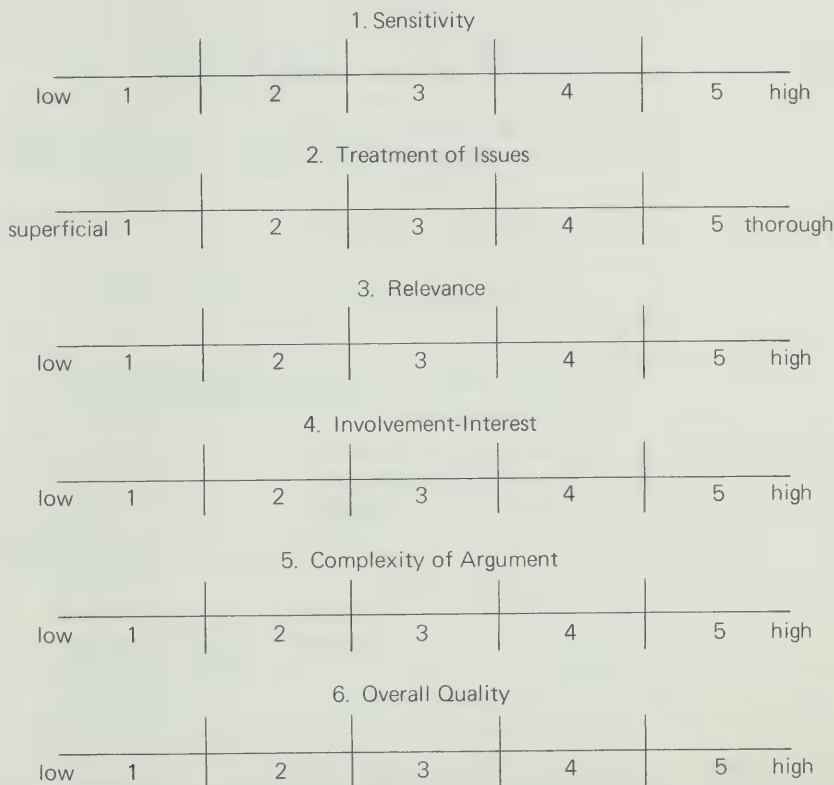 1. Sensitivity
low 1 2 3 4 5 high
2. Treatment of Issues
superficial 1 2 3 4 5 thorough
3. Relevance
low 1 2 3 4 5 high
4. Involvement-Interest
low 1 2 3 4 5 high
5. Complexity of Argument
low 1 2 3 4 5 high
6. Overall Quality
low 1 2 3 4 5 high